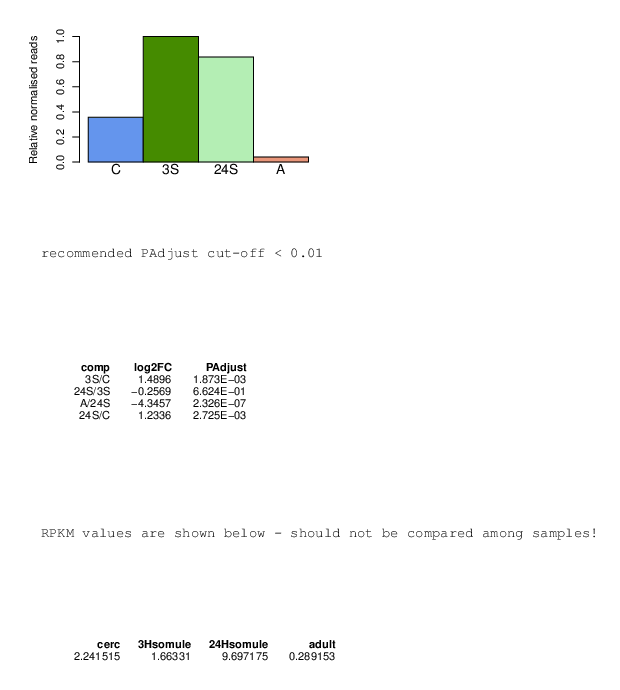 Relative normalised reads
1.0
0.8
0.6
0.4
0.2
0.0
C 3S 24S A
recommended PAdjust cut-off < 0.01
comp log2FC PAdjust
3S/C 1.4896 1.873E−03
24S/3S −0.2569 6.624E−01
A/24S −4.3457 2.326E−07
24S/C 1.2336 2.725E−03
RPKM values are shown below - should not be compared among samples!
cerc 3Hsomule 24Hsomule adult
2.241515 1.66331 9.697175 0.289153